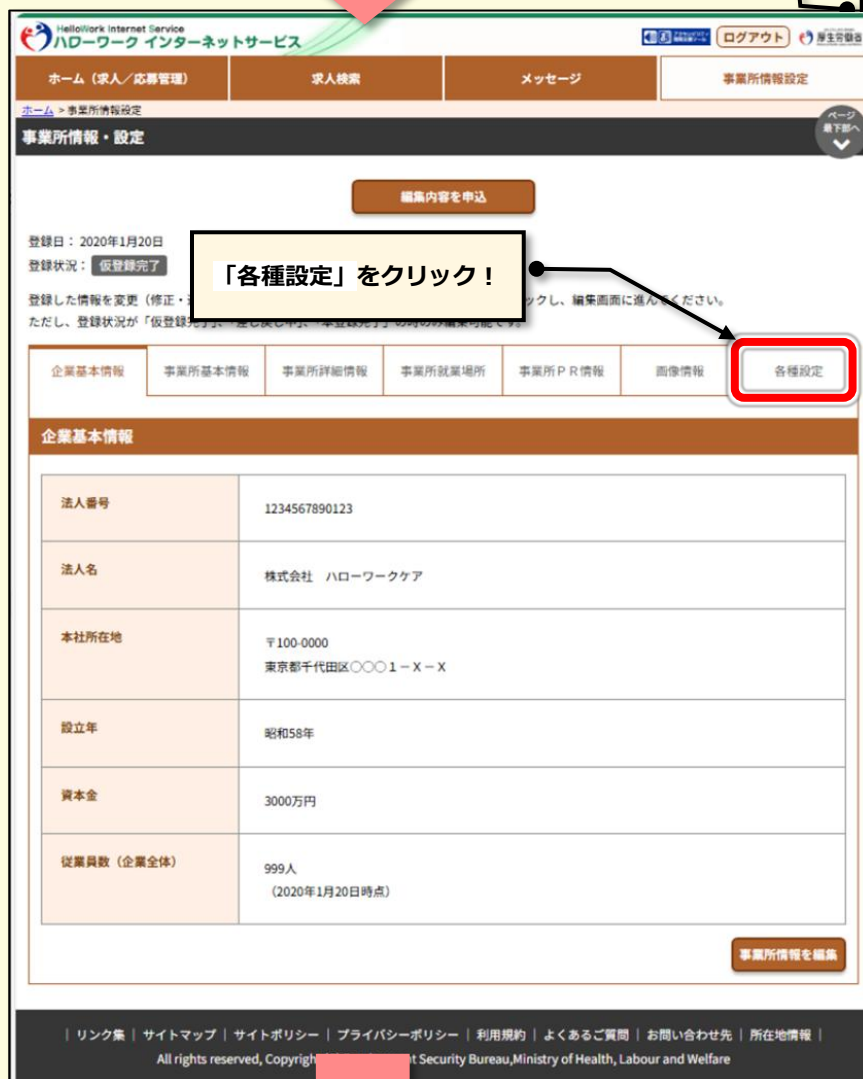 HelloWork Internet Service
ハローワーク インターネットサービス
ログアウト
ホーム（求人／応募管理） 求人検索 メッセージ 事業所情報設定
ホーム > 事業所情報設定
ページ
最下部へ
事業所情報・設定
編集内容を申込
登録日： 2020年1月20日
登録状況： 仮登録完了
「各種設定」をクリック！
登録した情報を変更（修正・ ックし、編集画面に進んでください。
ただし、登録状況が
企業基本情報 事業所基本情報 事業所詳細情報 事業所就業場所 事業所ＰＲ情報 画像情報 各種設定
企業基本情報
法人番号 1234567890123
法人名 株式会社　ハローワークケア
本社所在地 〒100-0000
東京都千代田区○○○１－Ｘ－Ｘ
設立年 昭和58年
資本金 3000万円
従業員数（企業全体） 999人
（2020年1月20日時点）
事業所情報を編集
｜ リンク集 ｜ サイトマップ ｜ サイトポリシー ｜ プライバシーポリシー ｜ 利用規約 ｜ よくあるご質問 ｜ お問い合わせ先 ｜ 所在地情報 ｜
All rights reserved, Copyrigh t Security Bureau,Ministry of Health, Labour and Welfare